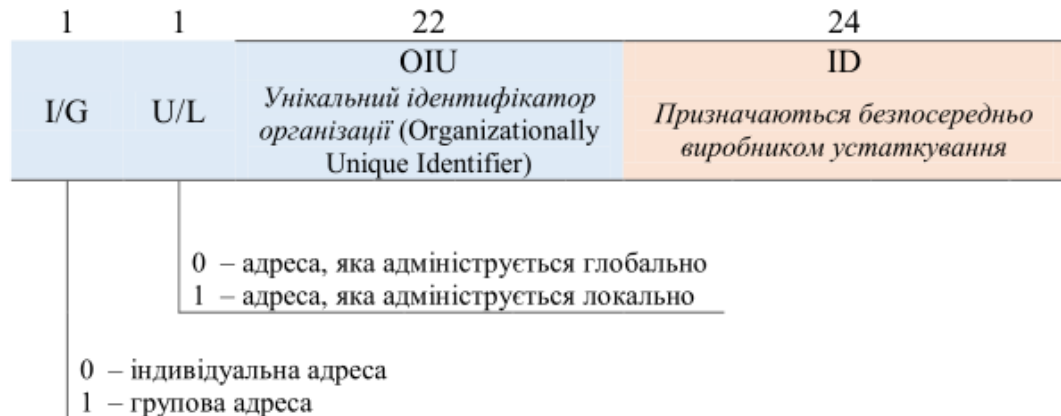 1 1 22 24
I/G U/L OIU ID
Унікальний ідентифікатор
організації (Organizationally
Unique Identifier)
Призначаються безпосередньо
виробником устаткування
0 – адреса, яка адмініструється глобально
1 – адреса, яка адмініструється локально
0 – індивідуальна адреса
1 – групова адреса